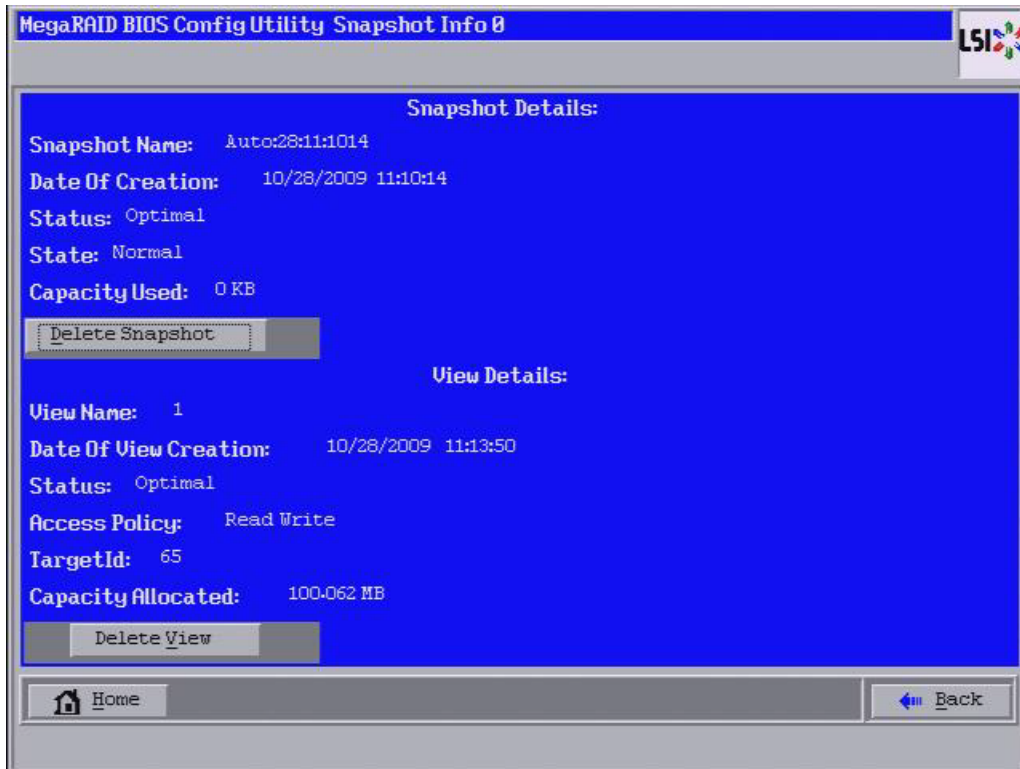 MegaRAID BIOS Config Utility Snapshot Info 0
LSI
Snapshot Details:
Snapshot Name: Auto:28:11:1014
Date Of Creation: 10/28/2009 11:10:14
Status: Optimal
State: Normal
Capacity Used: 0 KB
Delete Snapshot
View Details:
View Name: 1
Date Of View Creation: 10/28/2009 11:13:50
Status: Optimal
Access Policy: Read Write
TargetId: 65
Capacity Allocated: 100.062 MB
Delete View
Home
Back